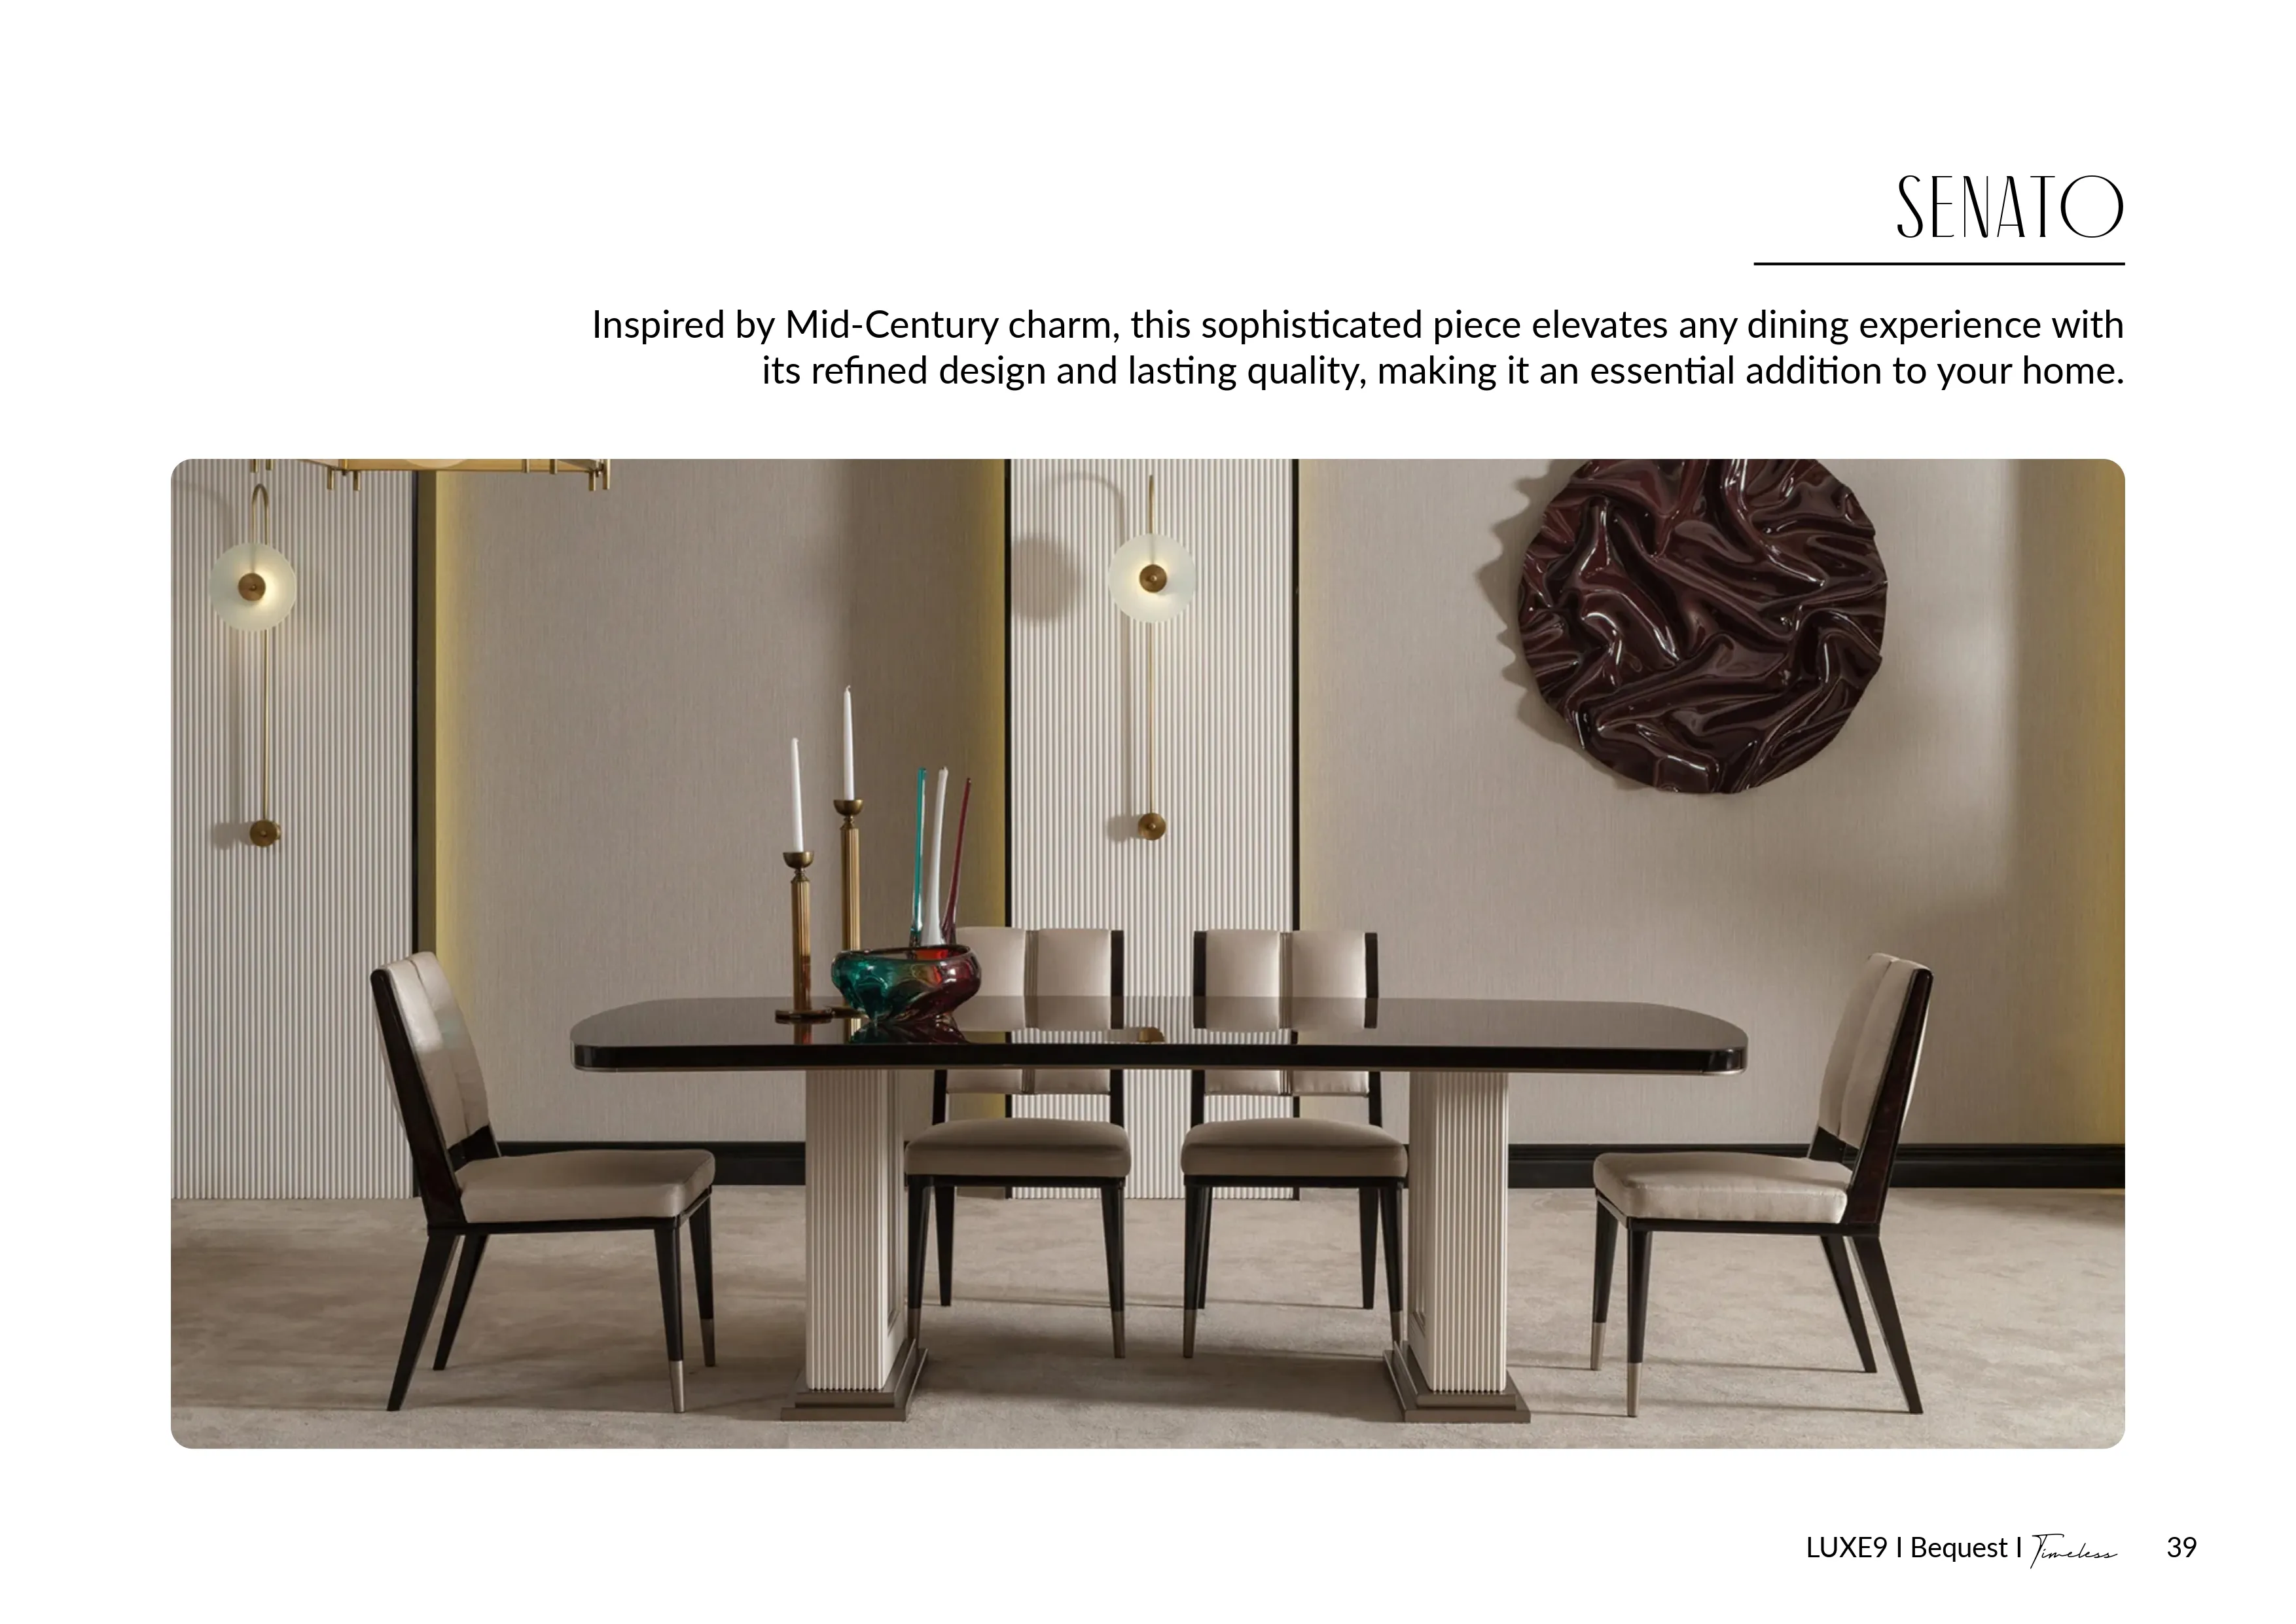 SENATO
Inspired by Mid-Century charm, this sophisticated piece elevates any dining experience with
its refined design and lasting quality, making it an essential addition to your home.
LUXE9 I Bequest I Timeless 39